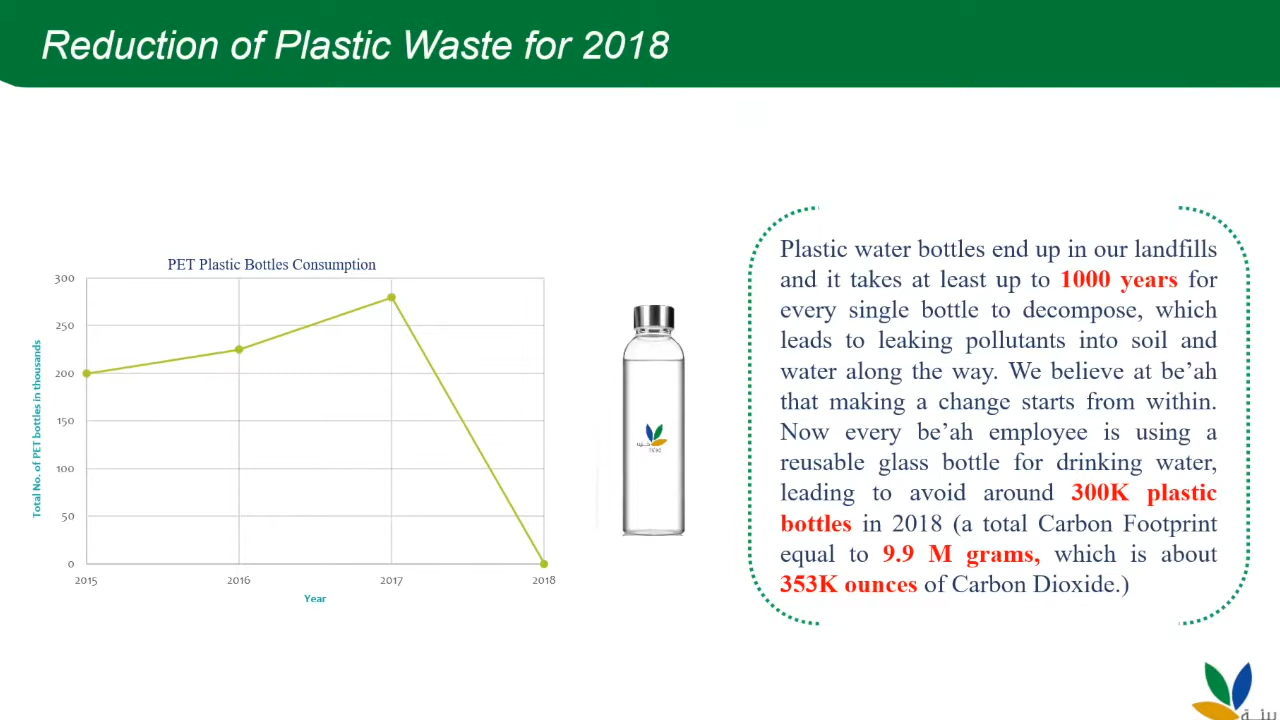 Reduction of Plastic Waste for 2018
PET Plastic Bottles Consumption
300
250
200
150
100
50
0
2015 2016 2017 2018
Total No. of PET bottles in thousands
Year
Plastic water bottles end up in our landfills
and it takes at least up to 1000 years for
every single bottle to decompose, which
leads to leaking pollutants into soil and
water along the way. We believe at be’ah
that making a change starts from within.
Now every be’ah employee is using a
reusable glass bottle for drinking water,
leading to avoid around 300K plastic
bottles in 2018 (a total Carbon Footprint
equal to 9.9 M grams, which is about
353K ounces of Carbon Dioxide.)